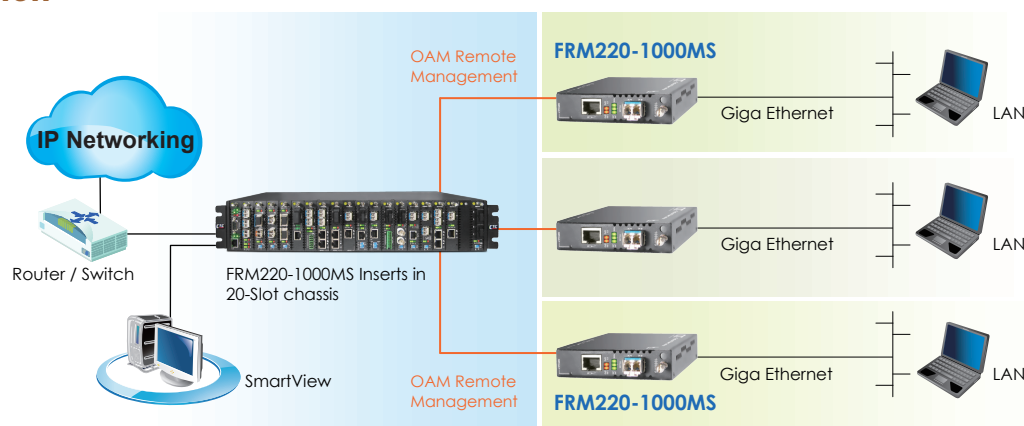 OAM Remote
Management
FRM220-1000MS
Giga Ethernet
LAN
IP Networking
Giga Ethernet
LAN
Router / Switch
FRM220-1000MS Inserts in
20-Slot chassis
SmartView
OAM Remote
Management
Giga Ethernet
LAN
FRM220-1000MS